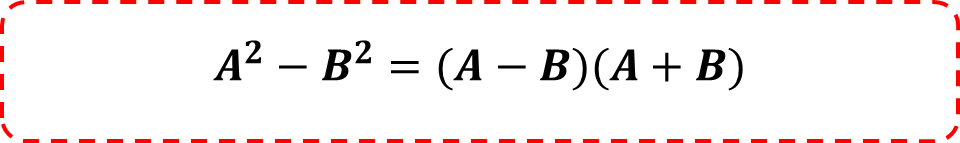 A² − B² = (A − B)(A + B)